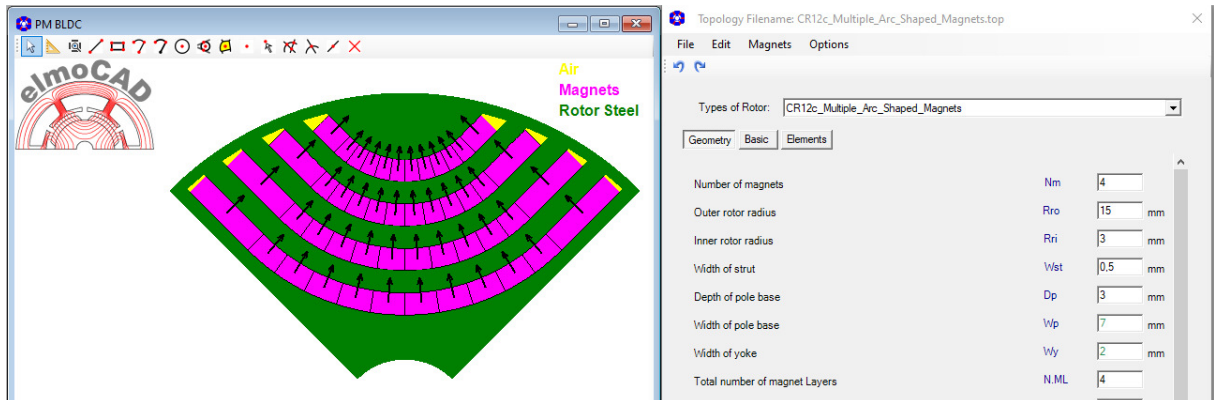 PM BLDC
elmoCAD
Air
Magnets
Rotor Steel
Topology Filename: CR12c_Multiple_Arc_Shaped_Magnets.top
File Edit Magnets Options
Types of Rotor: CR12c_Multiple_Arc_Shaped_Magnets
Geometry Basic Elements
Number of magnets Nm 4
Outer rotor radius Rro 15 mm
Inner rotor radius Rri 3 mm
Width of strut Wst 0,5 mm
Depth of pole base Dp 3 mm
Width of pole base Wp 7 mm
Width of yoke Wy 2 mm
Total number of magnet Layers N.ML 4